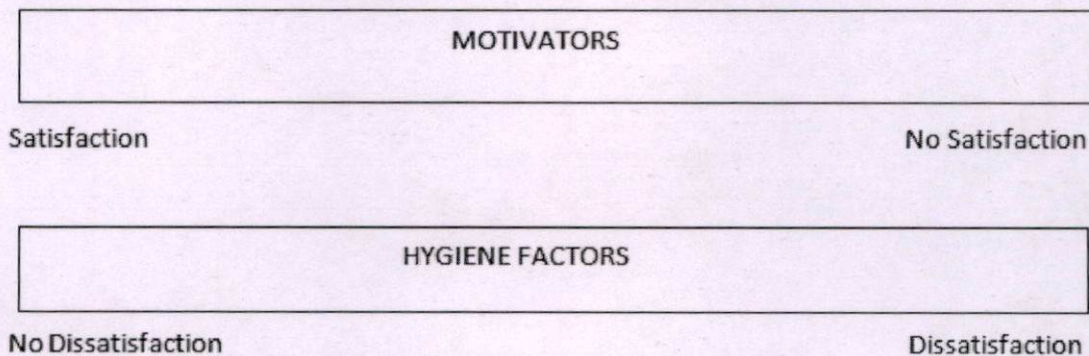 MOTIVATORS
Satisfaction No Satisfaction
HYGIENE FACTORS
No Dissatisfaction Dissatisfaction